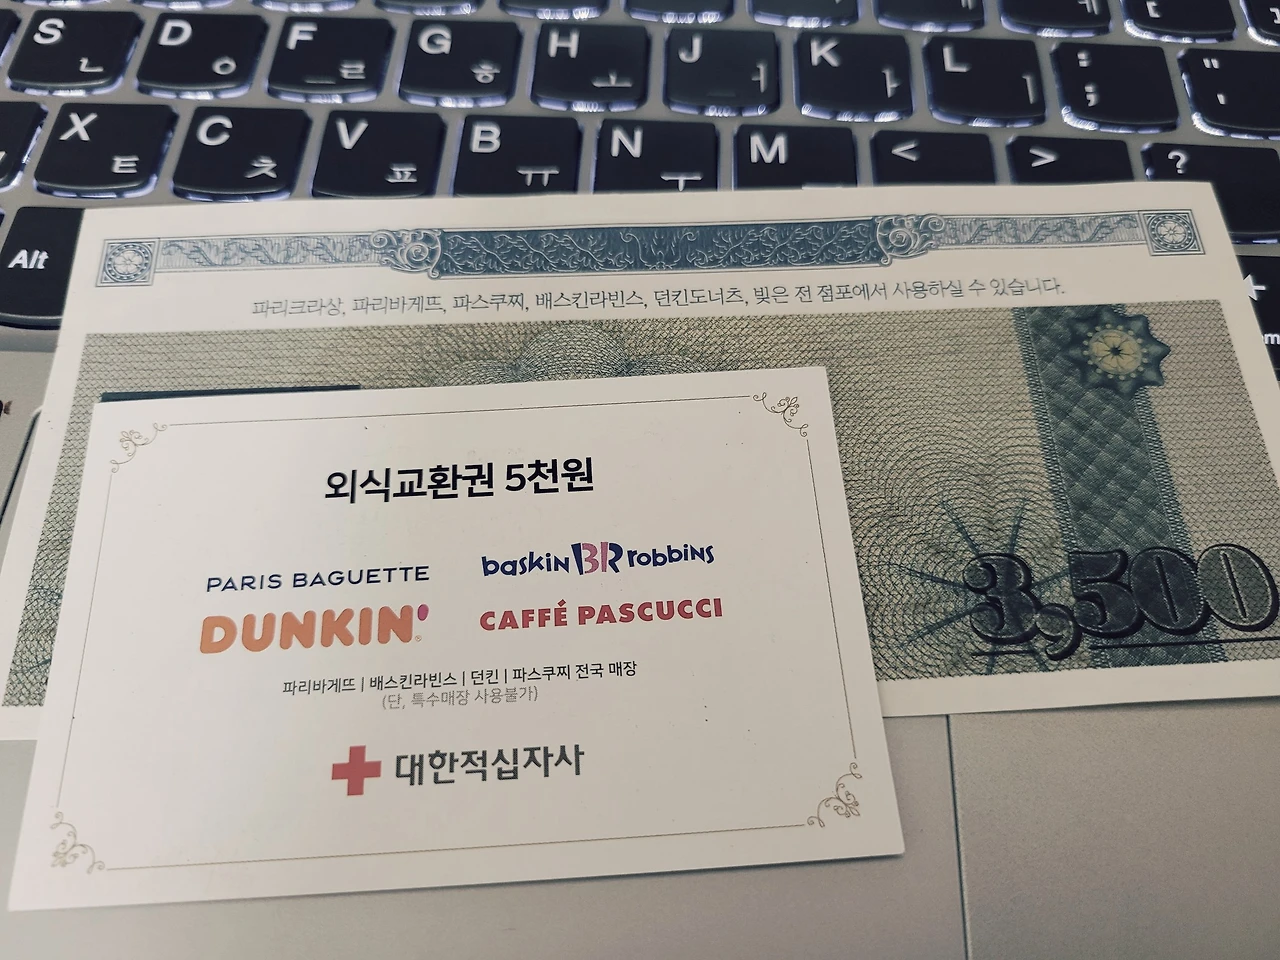 S ㄴ D ㅇ F ㄹ G ㅎ H ㅗ J ㅓ K ㅏ L ㅣ : ; " '
X ㅌ C ㅊ V ㅍ B ㅠ N ㅜ M ㅡ < > ?
Alt
파리크라상, 파리바게뜨, 파스쿠찌, 배스킨라빈스, 던킨도너츠, 빚은 전 점포에서 사용하실 수 있습니다.
3,500
외식교환권 5천원
PARIS BAGUETTE baskin BR robbins
DUNKIN' CAFFÉ PASCUCCI
파리바게뜨 | 배스킨라빈스 | 던킨 | 파스쿠찌 전국 매장
(단, 특수매장 사용불가)
대한적십자사